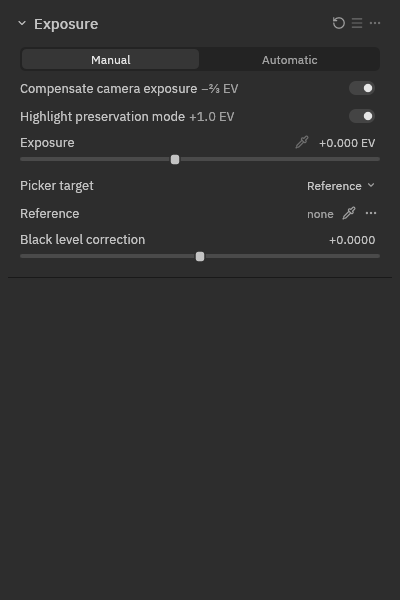 Exposure
Manual Automatic
Compensate camera exposure −⅔ EV
Highlight preservation mode +1.0 EV
Exposure +0.000 EV
Picker target Reference
Reference none
Black level correction +0.0000